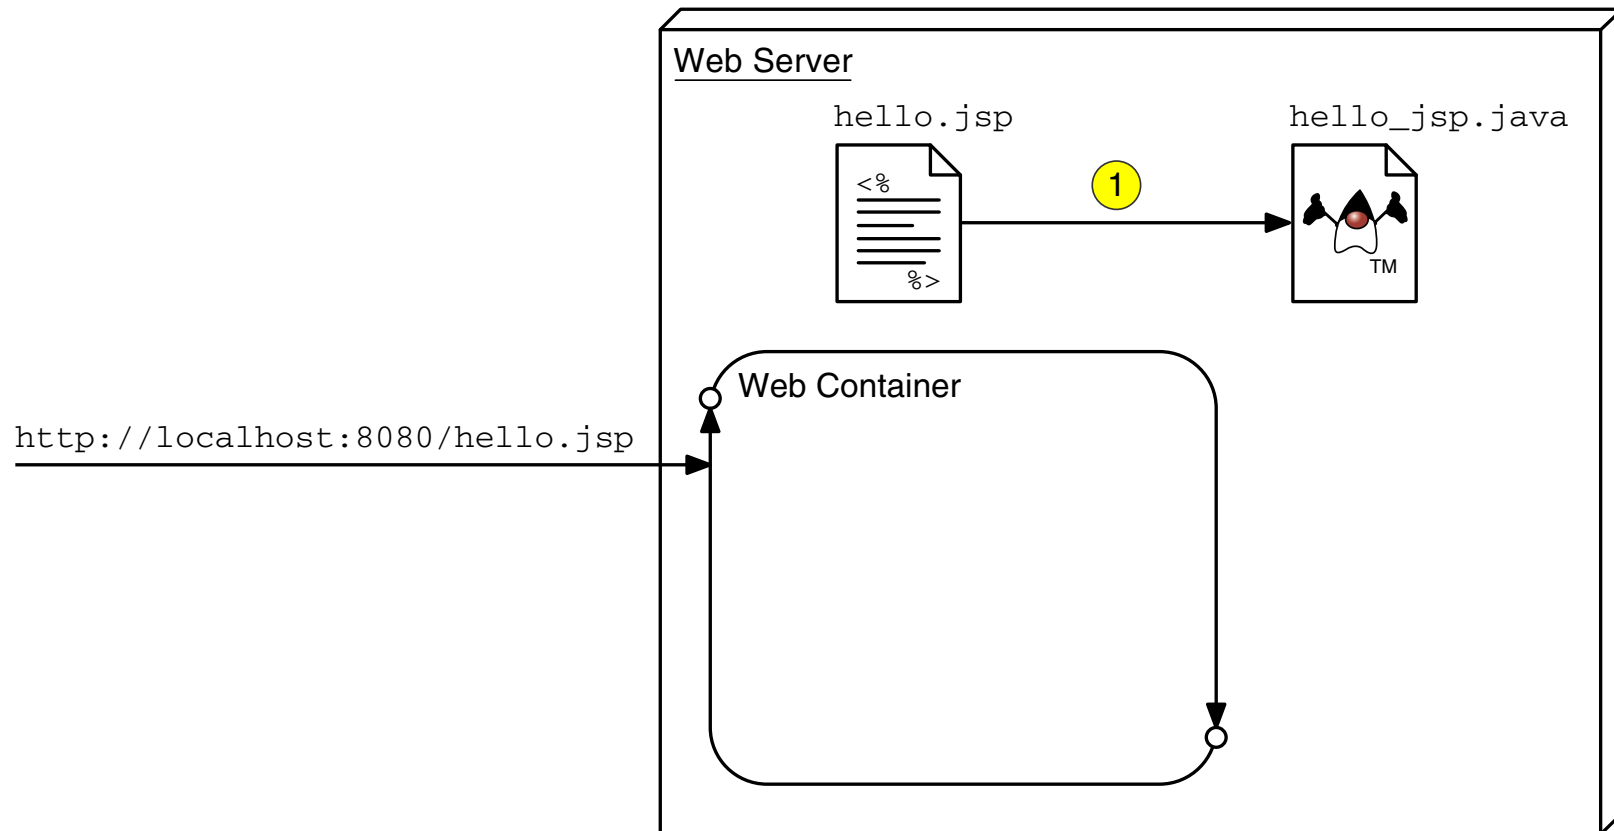 Web Server
hello.jsp
hello_jsp.java
<%
%>
1
TM
Web Container
http://localhost:8080/hello.jsp